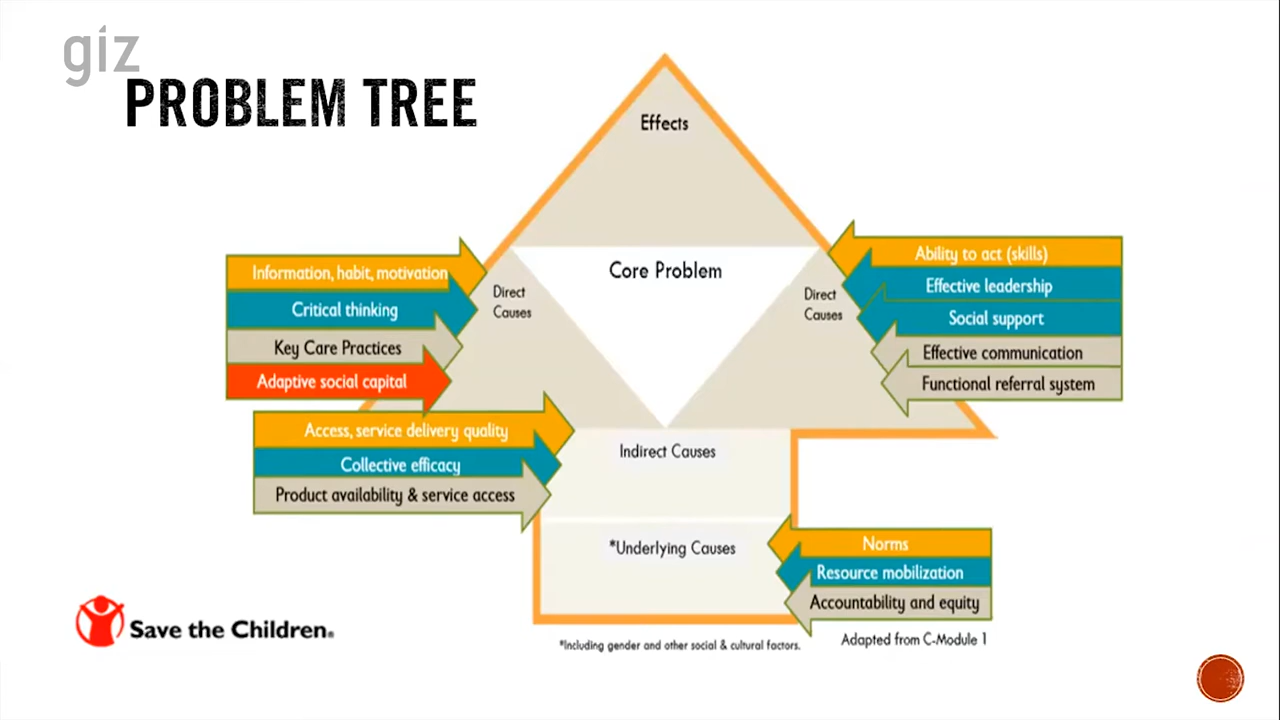 giz
PROBLEM TREE
Effects
Core Problem
Direct
Causes
Direct
Causes
Information, habit, motivation
Critical thinking
Key Care Practices
Adaptive social capital
Ability to act (skills)
Effective leadership
Social support
Effective communication
Functional referral system
Access, service delivery quality
Collective efficacy
Product availability & service access
Indirect Causes
*Underlying Causes
Norms
Resource mobilization
Accountability and equity
Save the Children®
*Including gender and other social & cultural factors.
Adapted from C-Module 1